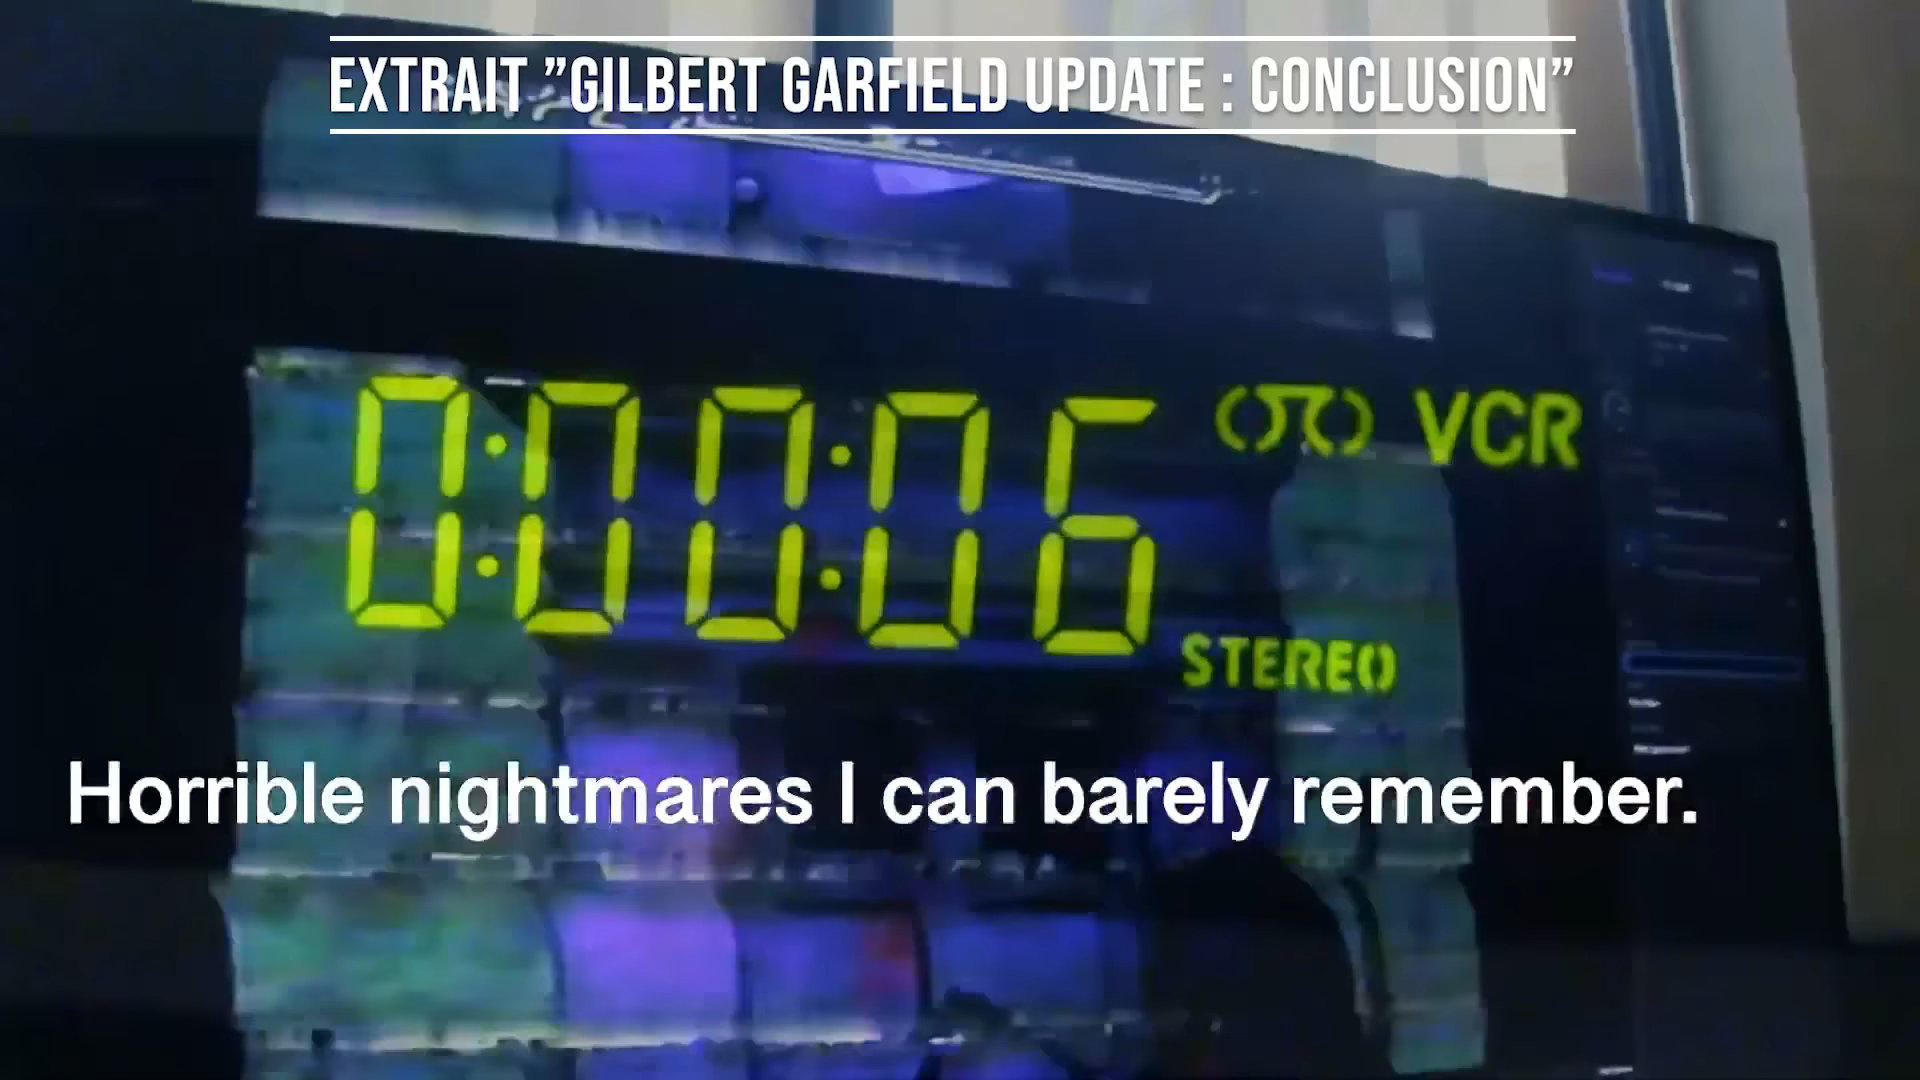 EXTRAIT ”GILBERT GARFIELD UPDATE : CONCLUSION”
0:00:06 VCR
STEREO
Horrible nightmares I can barely remember.